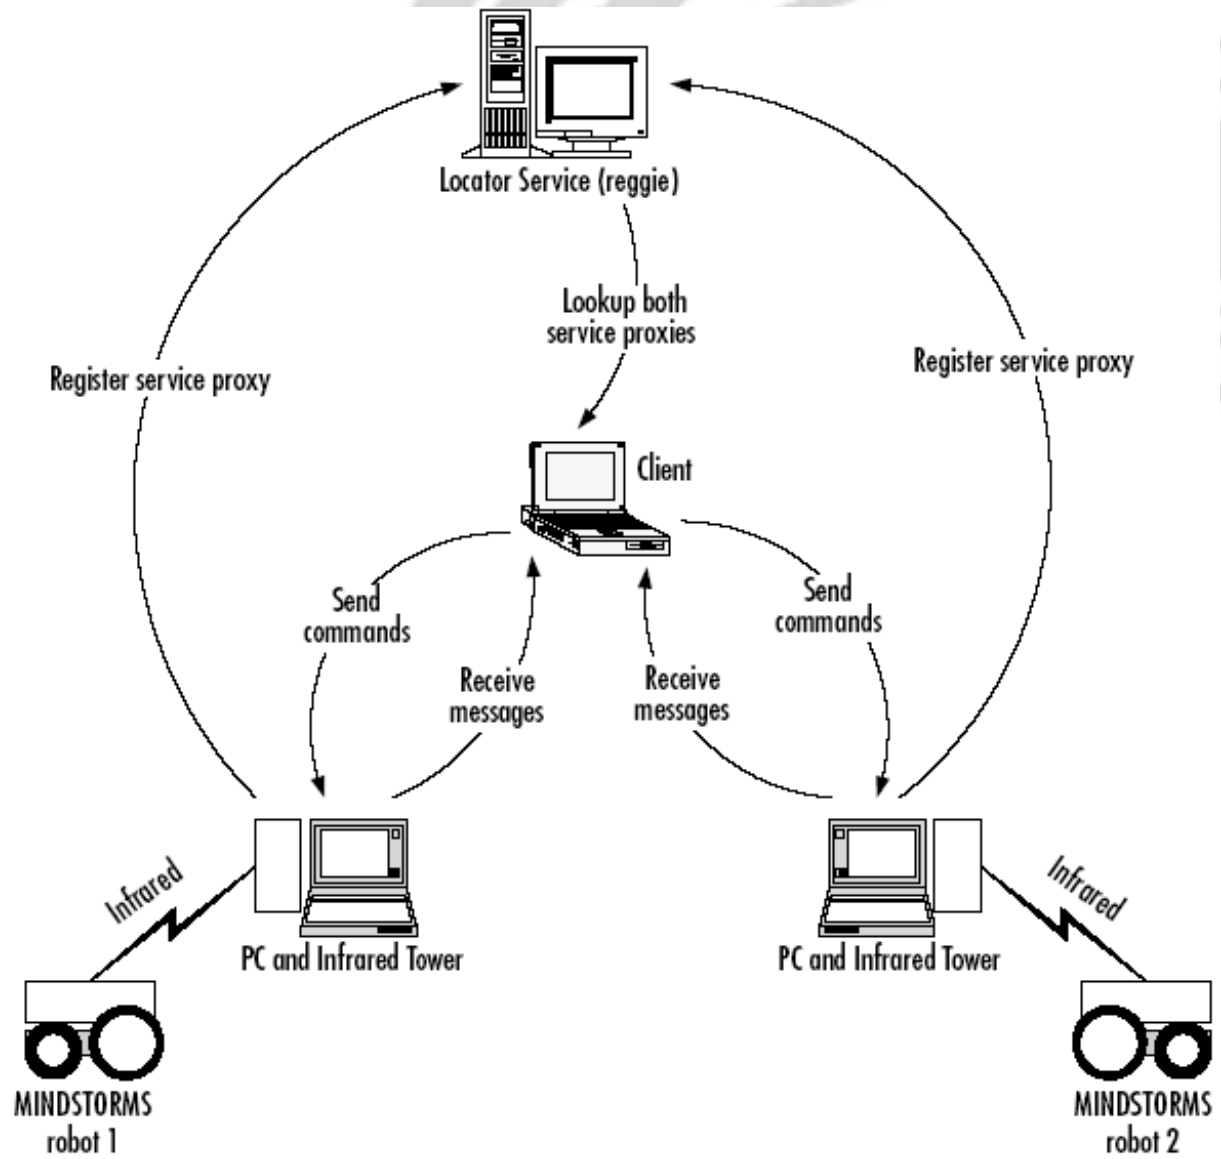 Locator Service (reggie)
Lookup both
service proxies
Register service proxy
Register service proxy
Client
Send
commands
Send
commands
Receive
messages
Receive
messages
Infrared
Infrared
PC and Infrared Tower
PC and Infrared Tower
MINDSTORMS
robot 1
MINDSTORMS
robot 2